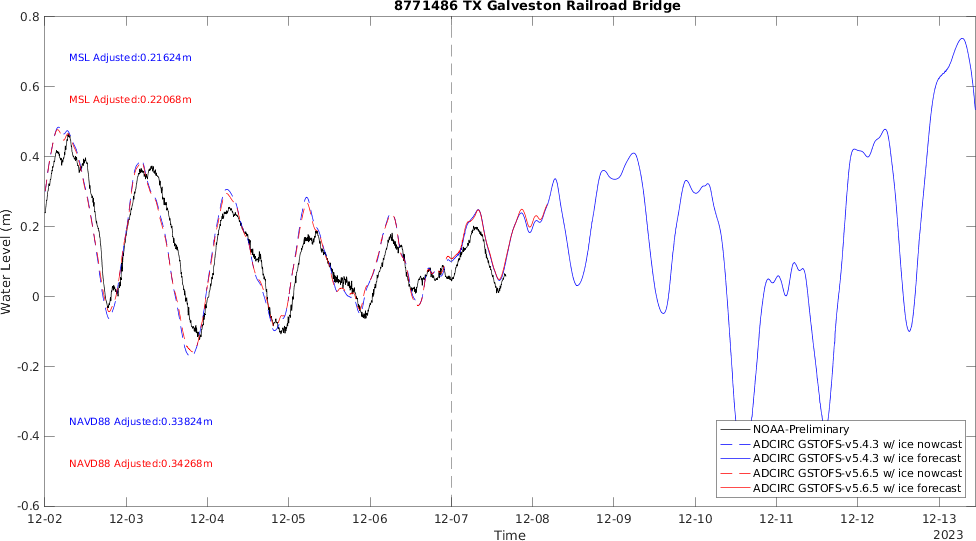 8771486 TX Galveston Railroad Bridge
0.8
0.6
0.4
0.2
0
-0.2
-0.4
-0.6
Water Level (m)
MSL Adjusted:0.21624m
MSL Adjusted:0.22068m
NAVD88 Adjusted:0.33824m
NAVD88 Adjusted:0.34268m
NOAA-Preliminary
ADCIRC GSTOFS-v5.4.3 w/ ice nowcast
ADCIRC GSTOFS-v5.4.3 w/ ice forecast
ADCIRC GSTOFS-v5.6.5 w/ ice nowcast
ADCIRC GSTOFS-v5.6.5 w/ ice forecast
12-02 12-03 12-04 12-05 12-06 12-07 12-08 12-09 12-10 12-11 12-12 12-13
Time
2023